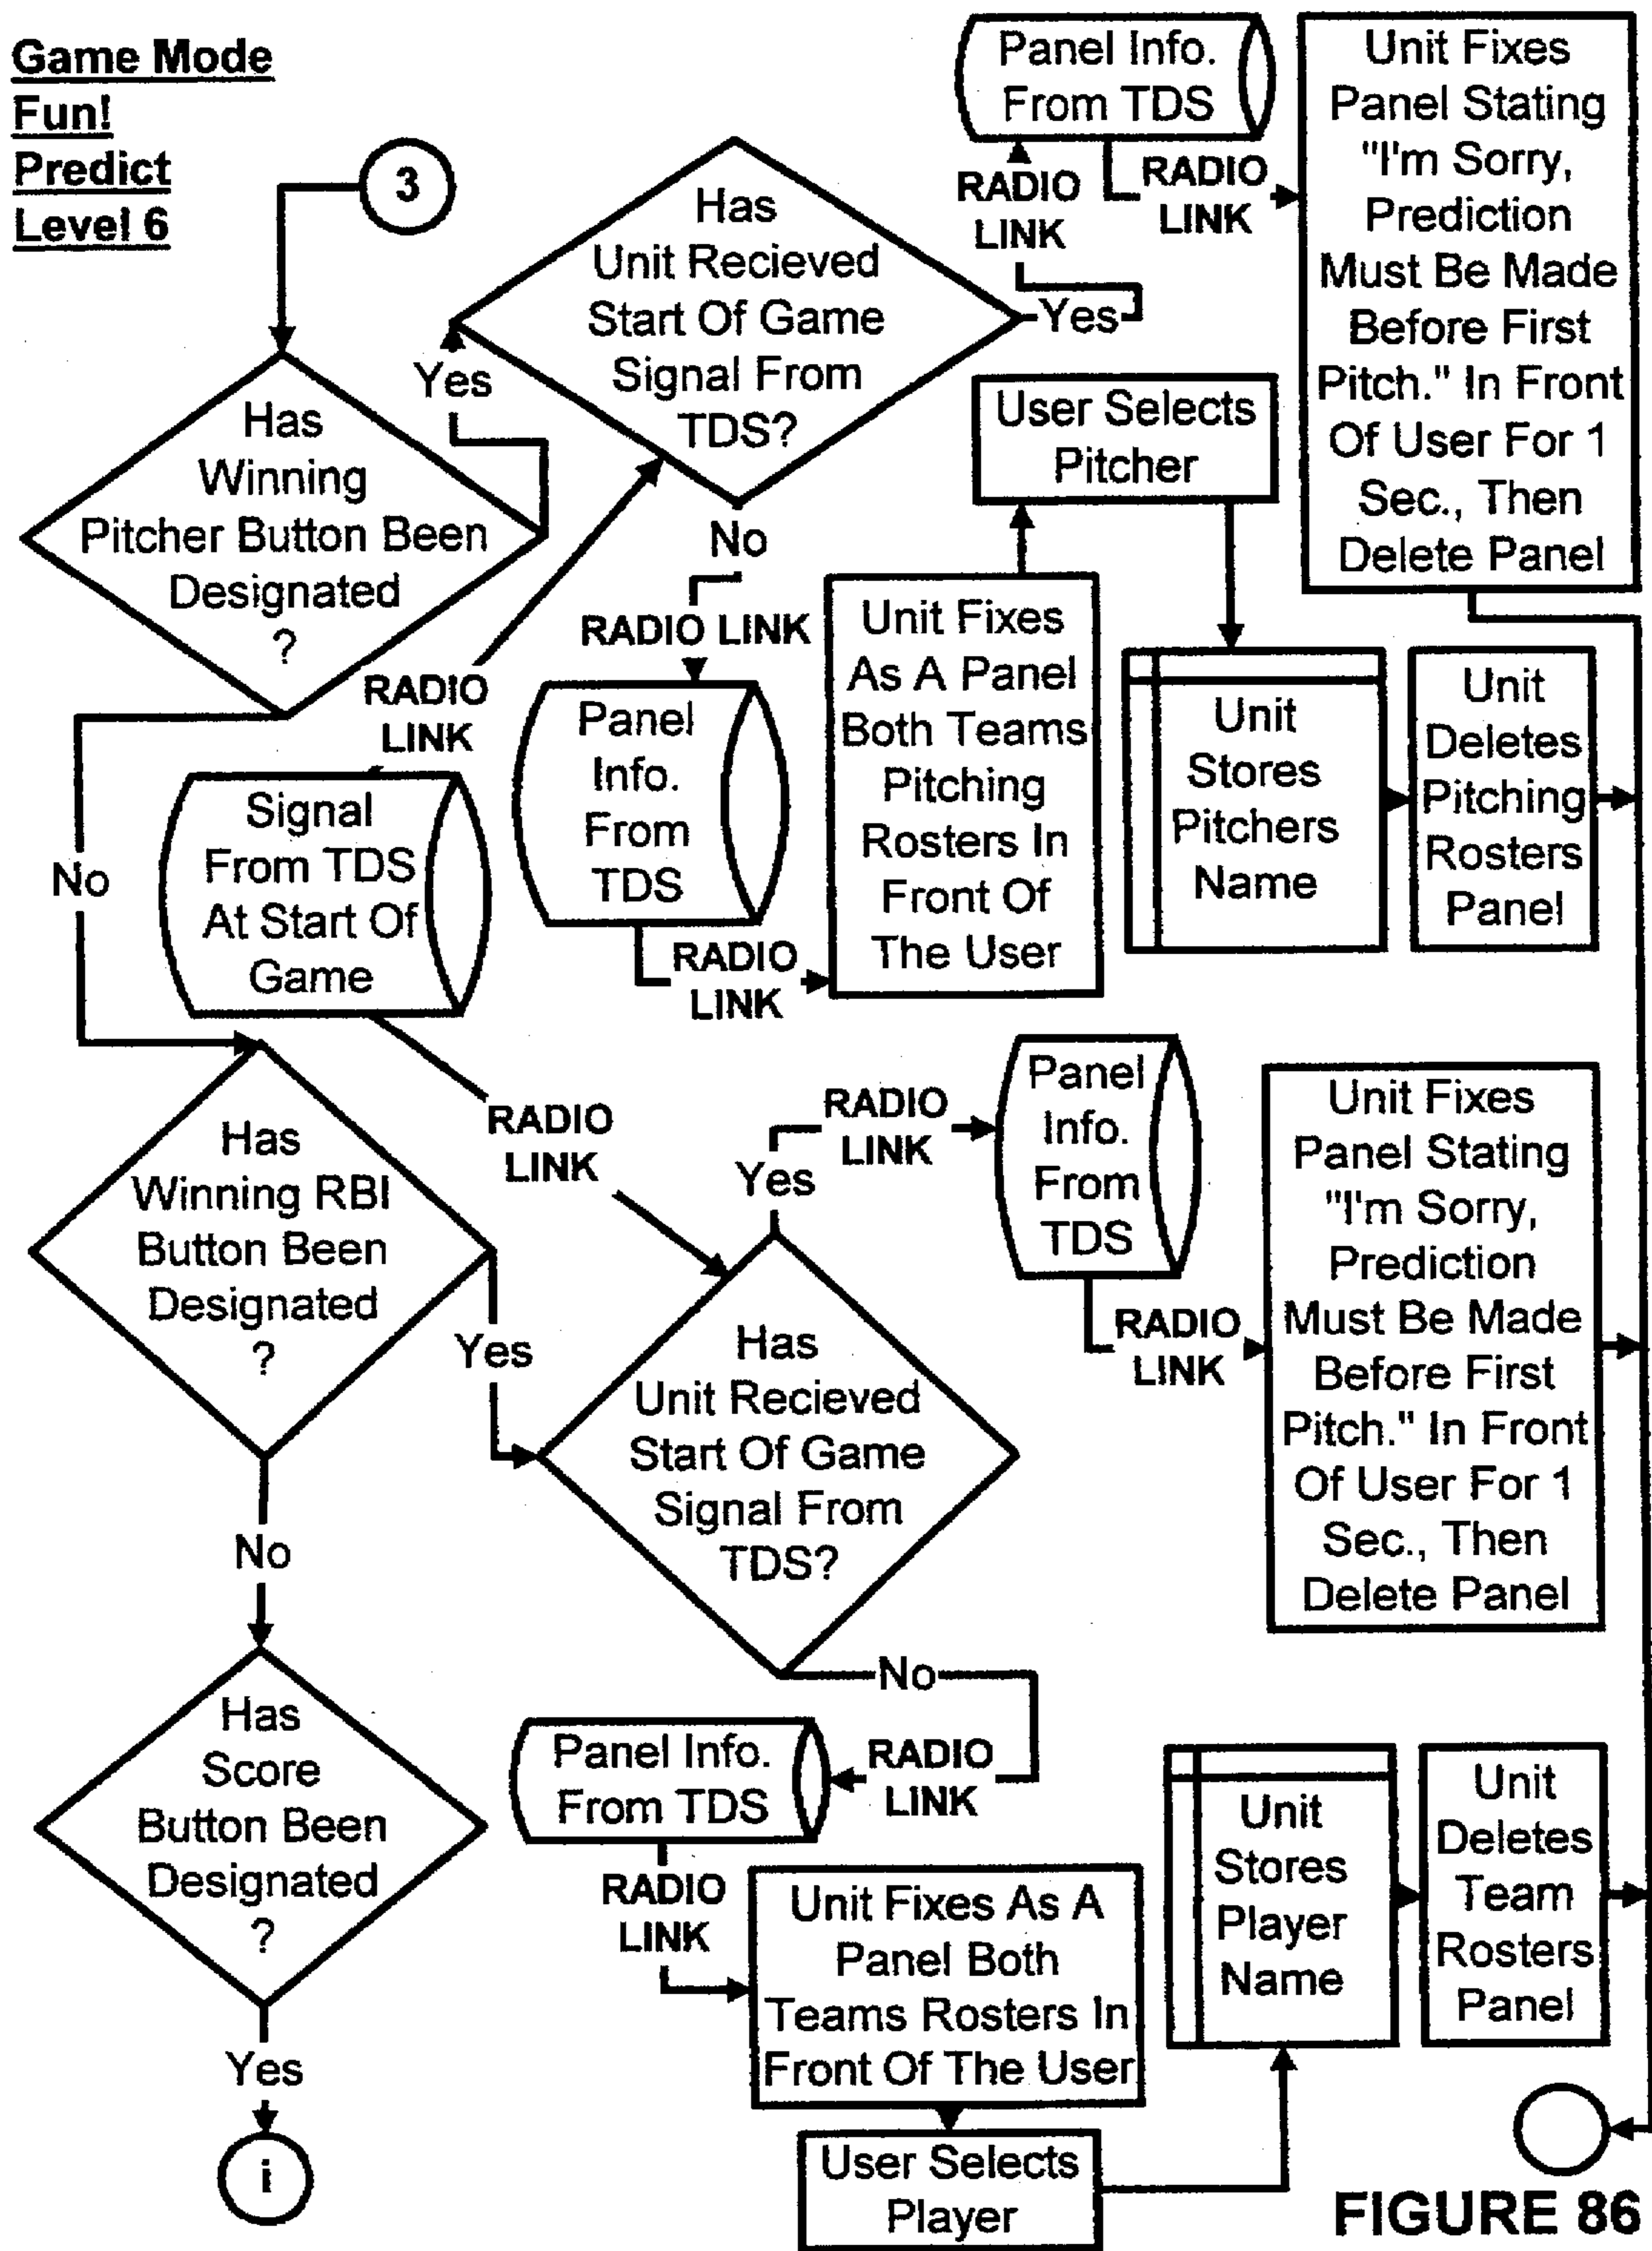 Game Mode
Fun!
Predict
Level 6
3
Has
Winning
Pitcher Button Been
Designated
?
Yes
No
Has
Unit Recieved
Start Of Game
Signal From
TDS?
Yes
No
RADIO
LINK
Panel Info.
From TDS
RADIO
LINK
Unit Fixes
Panel Stating
"I'm Sorry,
Prediction
Must Be Made
Before First
Pitch." In Front
Of User For 1
Sec., Then
Delete Panel
RADIO LINK
Panel
Info.
From
TDS
RADIO
LINK
Unit Fixes
As A Panel
Both Teams
Pitching
Rosters In
Front Of
The User
User Selects
Pitcher
Unit
Stores
Pitchers
Name
Unit
Deletes
Pitching
Rosters
Panel
RADIO
LINK
Signal
From TDS
At Start Of
Game
RADIO
LINK
Has
Winning RBI
Button Been
Designated
?
Yes
No
Has
Unit Recieved
Start Of Game
Signal From
TDS?
Yes
RADIO
LINK
Panel
Info.
From
TDS
RADIO
LINK
Unit Fixes
Panel Stating
"I'm Sorry,
Prediction
Must Be Made
Before First
Pitch." In Front
Of User For 1
Sec., Then
Delete Panel
No
RADIO
LINK
Panel Info.
From TDS
RADIO
LINK
Unit Fixes As A
Panel Both
Teams Rosters In
Front Of The User
User Selects
Player
Unit
Stores
Player
Name
Unit
Deletes
Team
Rosters
Panel
Has
Score
Button Been
Designated
?
Yes
i
FIGURE 86